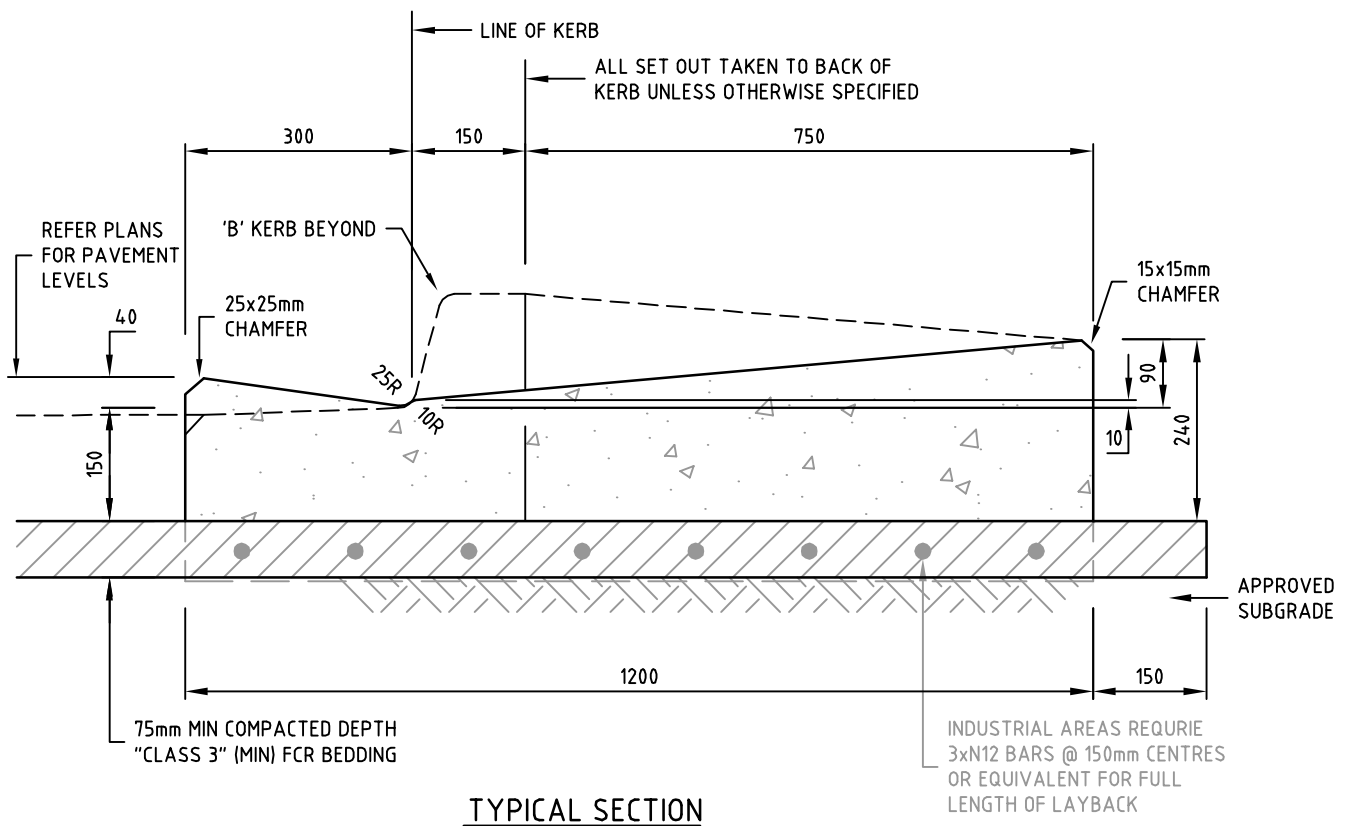 LINE OF KERB
ALL SET OUT TAKEN TO BACK OF
KERB UNLESS OTHERWISE SPECIFIED
300
150
750
REFER PLANS
FOR PAVEMENT
LEVELS
'B' KERB BEYOND
15x15mm
CHAMFER
25x25mm
CHAMFER
40
25R
10R
90
10
240
150
APPROVED
SUBGRADE
1200
150
75mm MIN COMPACTED DEPTH
"CLASS 3" (MIN) FCR BEDDING
INDUSTRIAL AREAS REQURIE
3xN12 BARS @ 150mm CENTRES
OR EQUIVALENT FOR FULL
LENGTH OF LAYBACK
TYPICAL SECTION